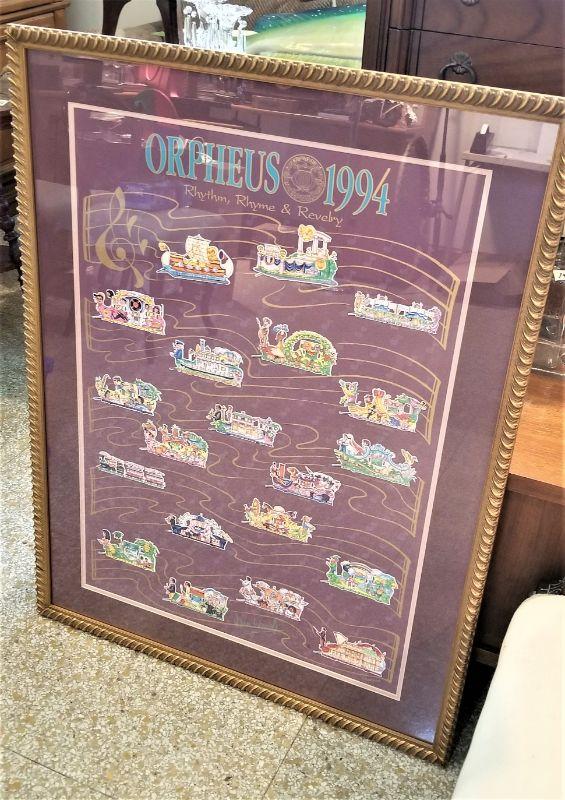 ORPHEUS 1994
Rhythm, Rhyme & Revelry